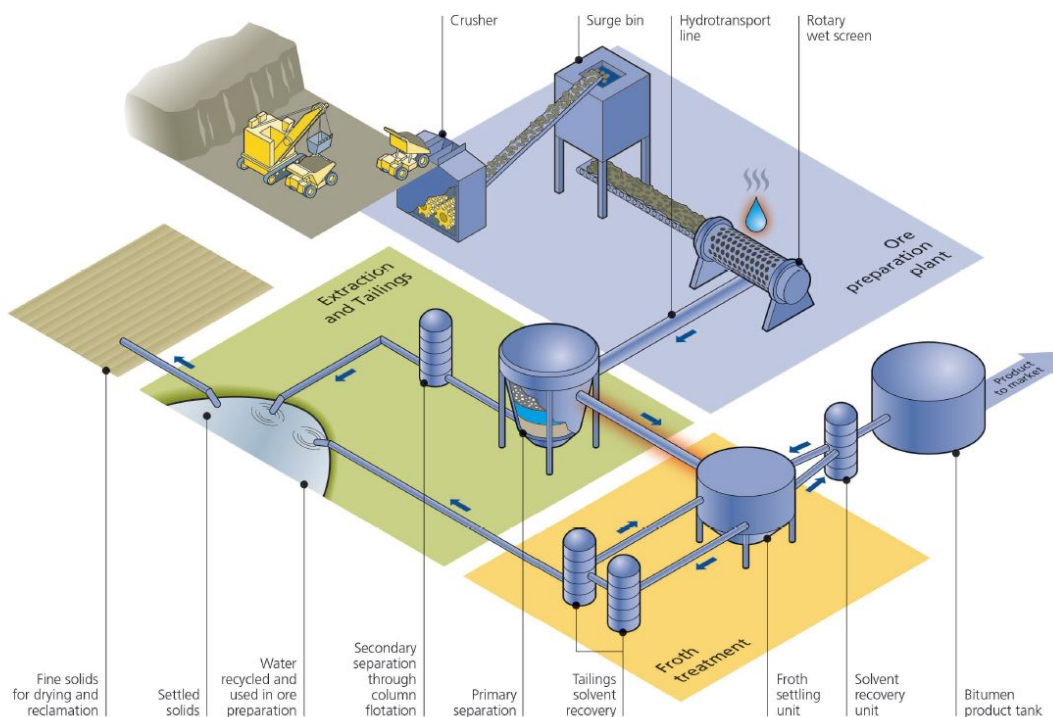 Crusher
Surge bin
Hydrotransport
line
Rotary
wet screen
Ore
preparation
plant
Extraction
and Tailings
Product
to market
Froth
treatment
Fine solids
for drying and
reclamation
Settled
solids
Water
recycled and
used in ore
preparation
Secondary
separation
through
column
flotation
Primary
separation
Tailings
solvent
recovery
Froth
settling
unit
Solvent
recovery
unit
Bitumen
product tank